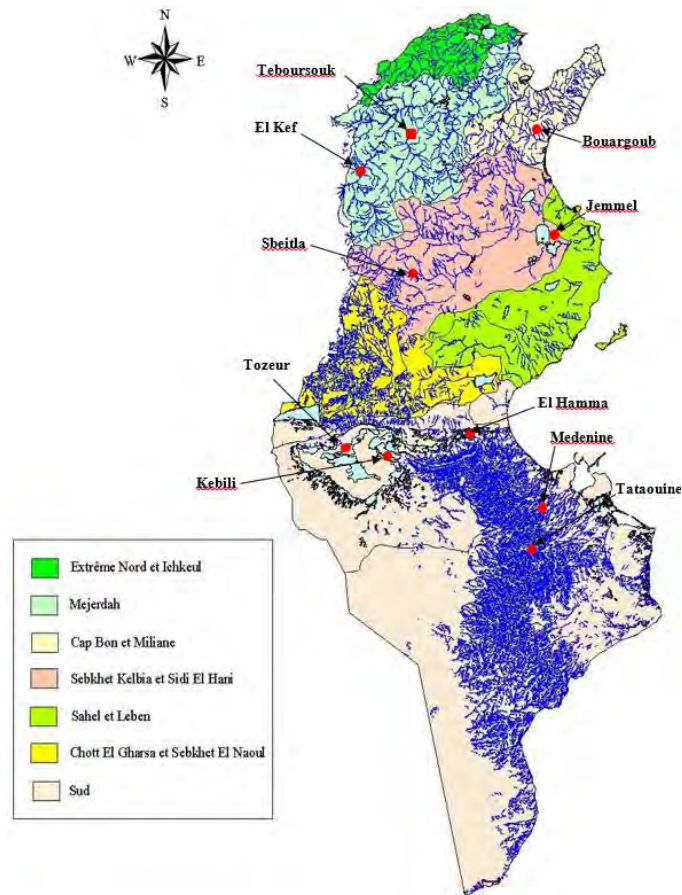 N
W
E
S
Teboursouk
El Kef
Bouargoub
Jemmel
Sbeitla
Tozeur
El Hamma
Medenine
Kebili
Tataouine
Extrême Nord et Ichkeul
Mejerdah
Cap Bon et Miliane
Sebkhet Kelbia et Sidi El Hani
Sahel et Leben
Chott El Gharsa et Sebkhet El Naoul
Sud